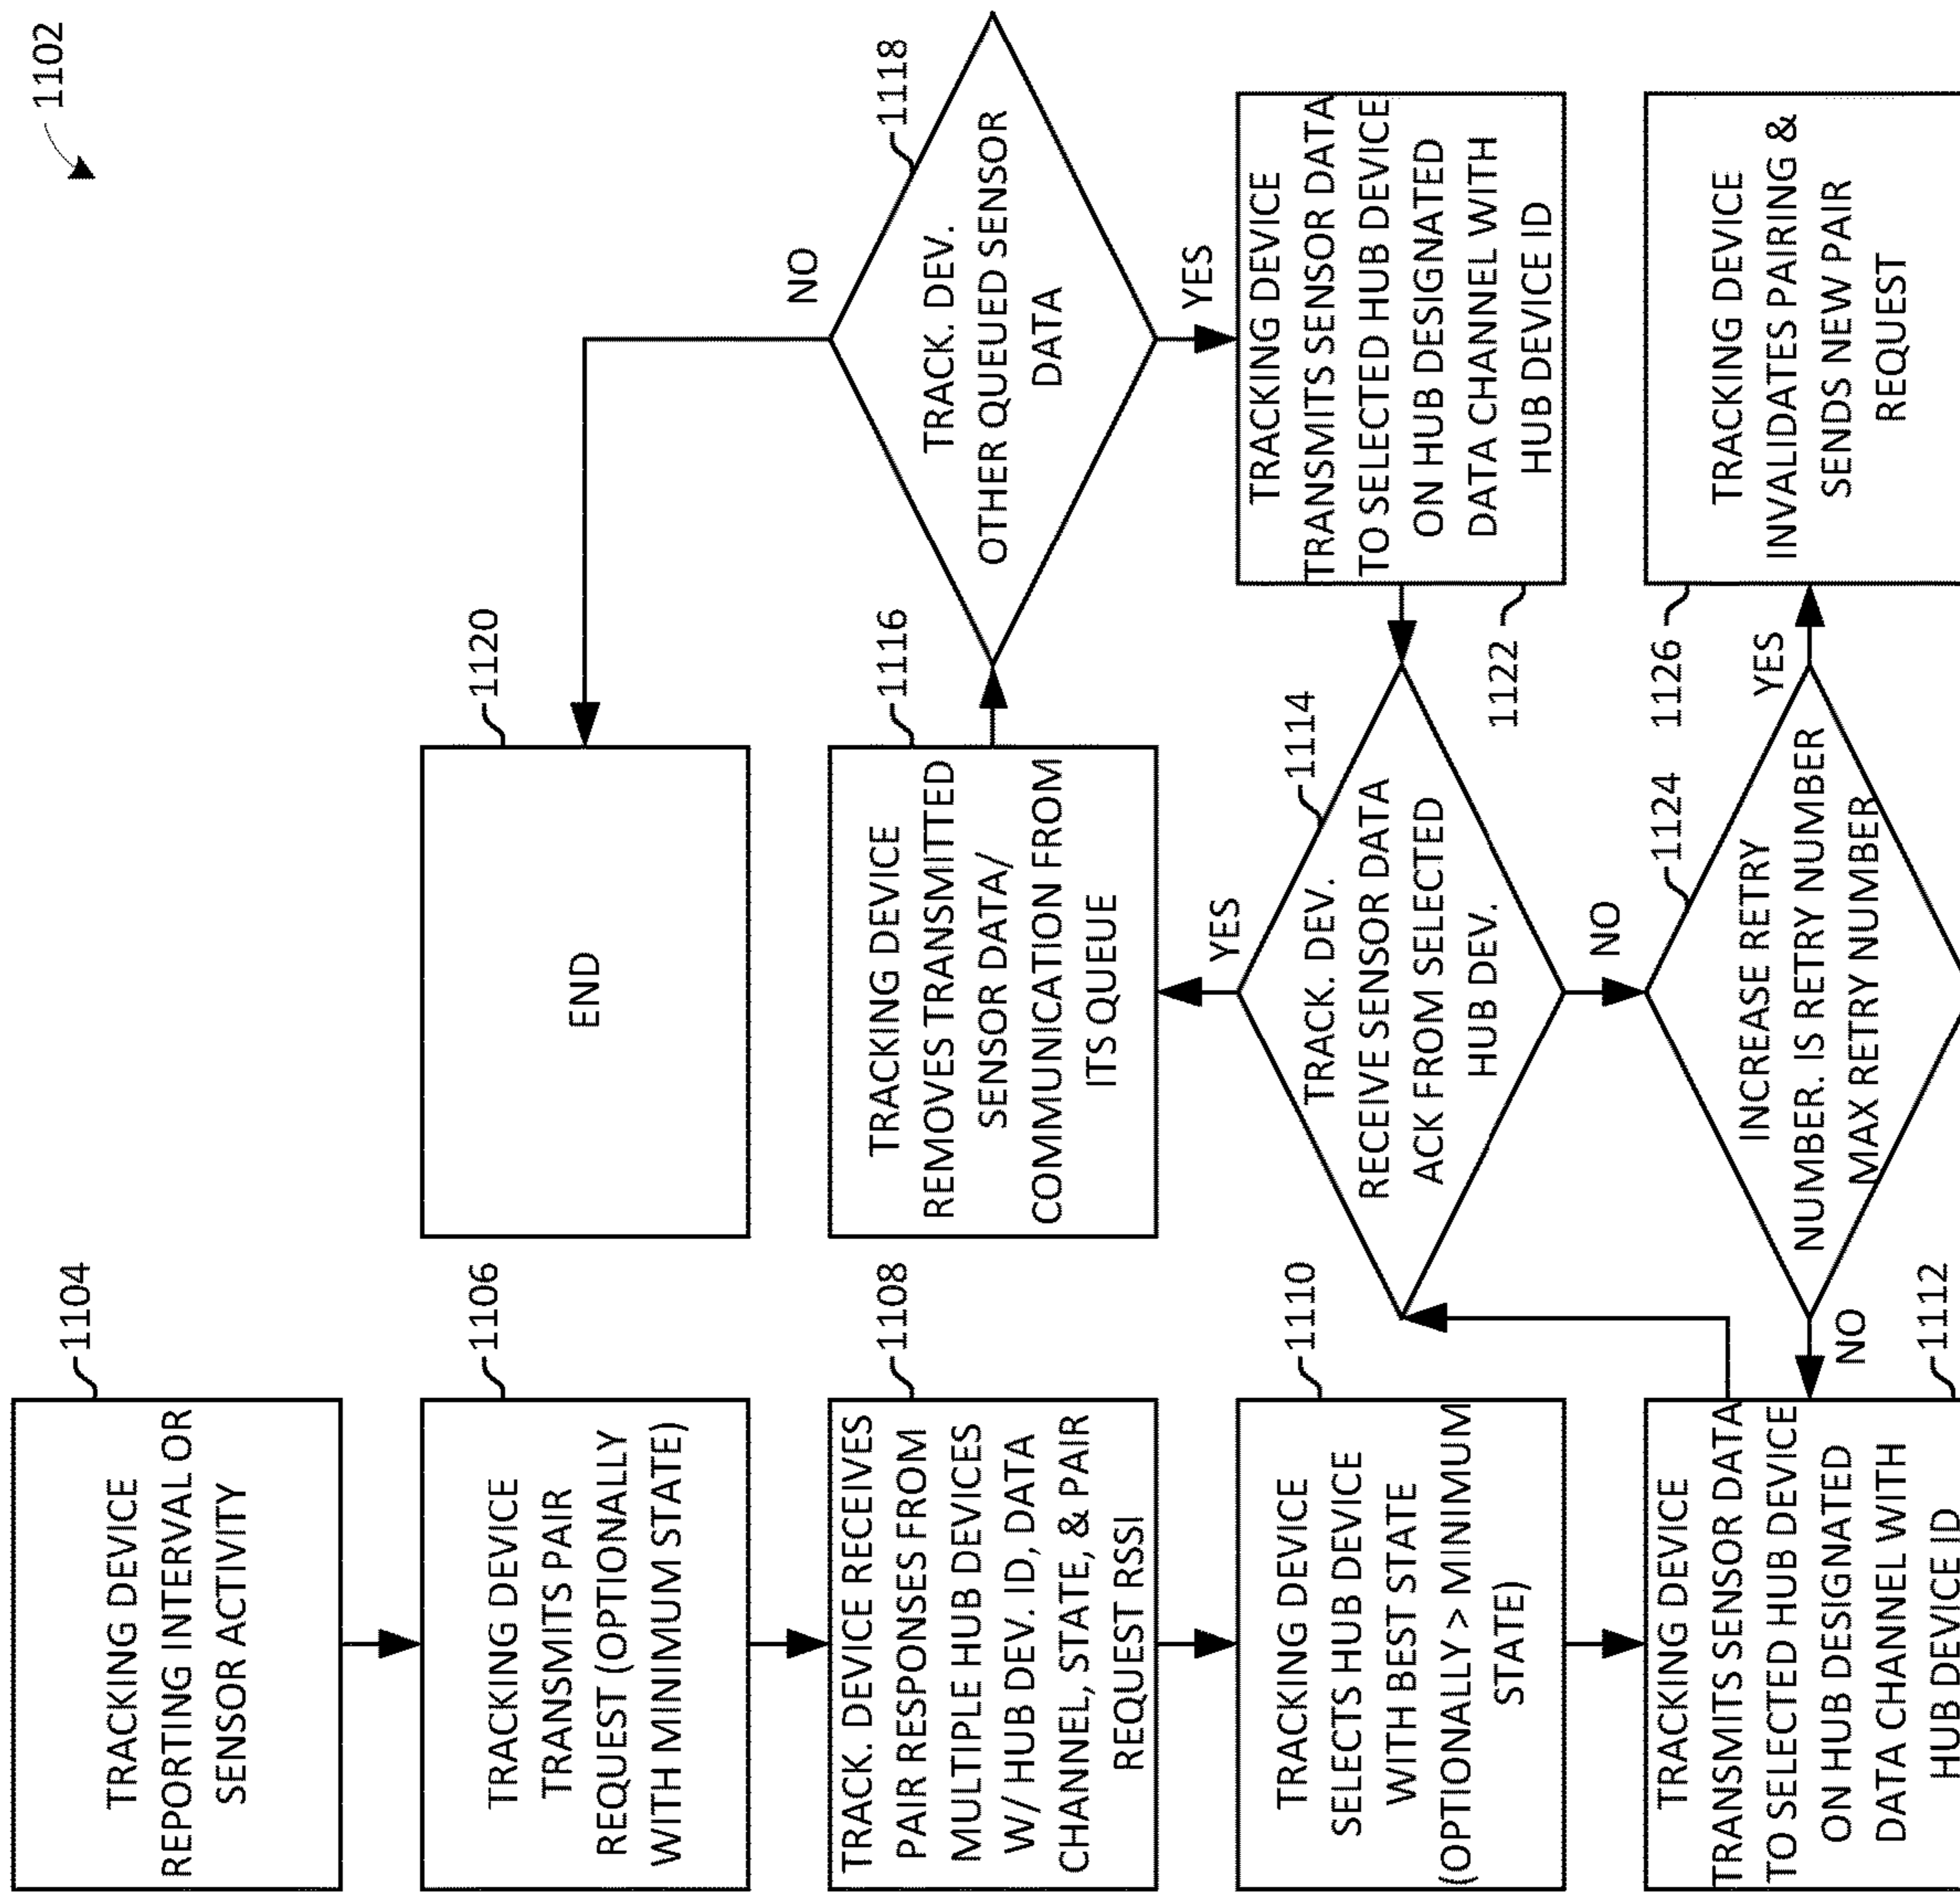 1102
1104
TRACKING DEVICE
REPORTING INTERVAL OR
SENSOR ACTIVITY
1106
TRACKING DEVICE
TRANSMITS PAIR
REQUEST (OPTIONALLY
WITH MINIMUM STATE)
1108
TRACK. DEVICE RECEIVES
PAIR RESPONSES FROM
MULTIPLE HUB DEVICES
W/ HUB DEV. ID, DATA
CHANNEL, STATE, & PAIR
REQUEST RSSI
1110
TRACKING DEVICE
SELECTS HUB DEVICE
WITH BEST STATE
(OPTIONALLY > MINIMUM
STATE)
1112
TRACKING DEVICE
TRANSMITS SENSOR DATA
TO SELECTED HUB DEVICE
ON HUB DESIGNATED
DATA CHANNEL WITH
HUB DEVICE ID
1114
TRACK. DEV.
RECEIVE SENSOR DATA
ACK FROM SELECTED
HUB DEV.
YES
NO
1116
TRACKING DEVICE
REMOVES TRANSMITTED
SENSOR DATA/
COMMUNICATION FROM
ITS QUEUE
1118
TRACK. DEV.
OTHER QUEUED SENSOR
DATA
NO
YES
1120
END
1122
TRACKING DEVICE
TRANSMITS SENSOR DATA
TO SELECTED HUB DEVICE
ON HUB DESIGNATED
DATA CHANNEL WITH
HUB DEVICE ID
1124
INCREASE RETRY
NUMBER. IS RETRY NUMBER
MAX RETRY NUMBER
NO
YES
1126
TRACKING DEVICE
INVALIDATES PAIRING &
SENDS NEW PAIR
REQUEST